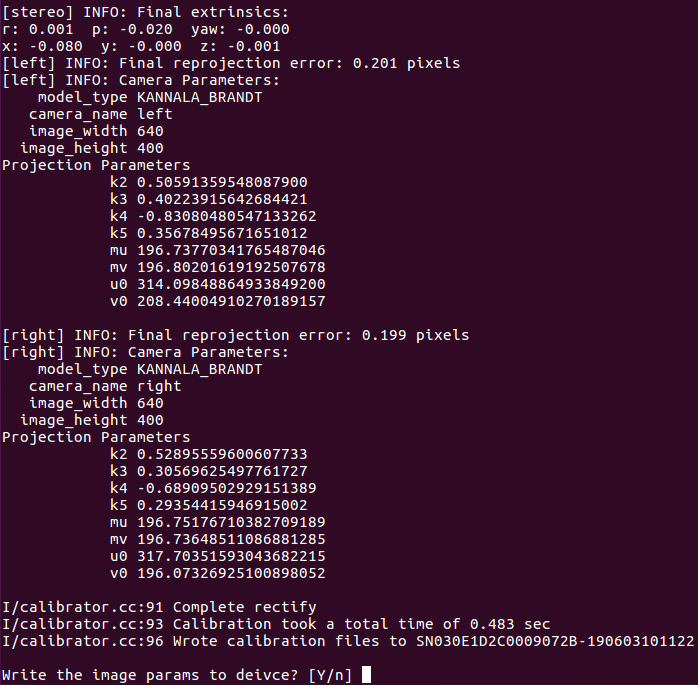 [stereo] INFO: Final extrinsics:
r: 0.001  p: -0.020  yaw: -0.000
x: -0.080  y: -0.000  z: -0.001
[left] INFO: Final reprojection error: 0.201 pixels
[left] INFO: Camera Parameters:
    model_type KANNALA_BRANDT
   camera_name left
   image_width 640
  image_height 400
Projection Parameters
            k2 0.50591359548087900
            k3 0.40223915642684421
            k4 -0.83080480547133262
            k5 0.35678495671651012
            mu 196.73770341765487046
            mv 196.80201619192507678
            u0 314.09848864933849200
            v0 208.44004910270189157
[right] INFO: Final reprojection error: 0.199 pixels
[right] INFO: Camera Parameters:
    model_type KANNALA_BRANDT
   camera_name right
   image_width 640
  image_height 400
Projection Parameters
            k2 0.52895559600607733
            k3 0.30569625497761727
            k4 -0.68909502929151389
            k5 0.29354415946915002
            mu 196.75176710382709189
            mv 196.73648511086881285
            u0 317.70351593043682215
            v0 196.07326925100898052
I/calibrator.cc:91 Complete rectify
I/calibrator.cc:93 Calibration took a total time of 0.483 sec
I/calibrator.cc:96 Wrote calibration files to SN030E1D2C0009072B-190603101122
Write the image params to deivce? [Y/n]